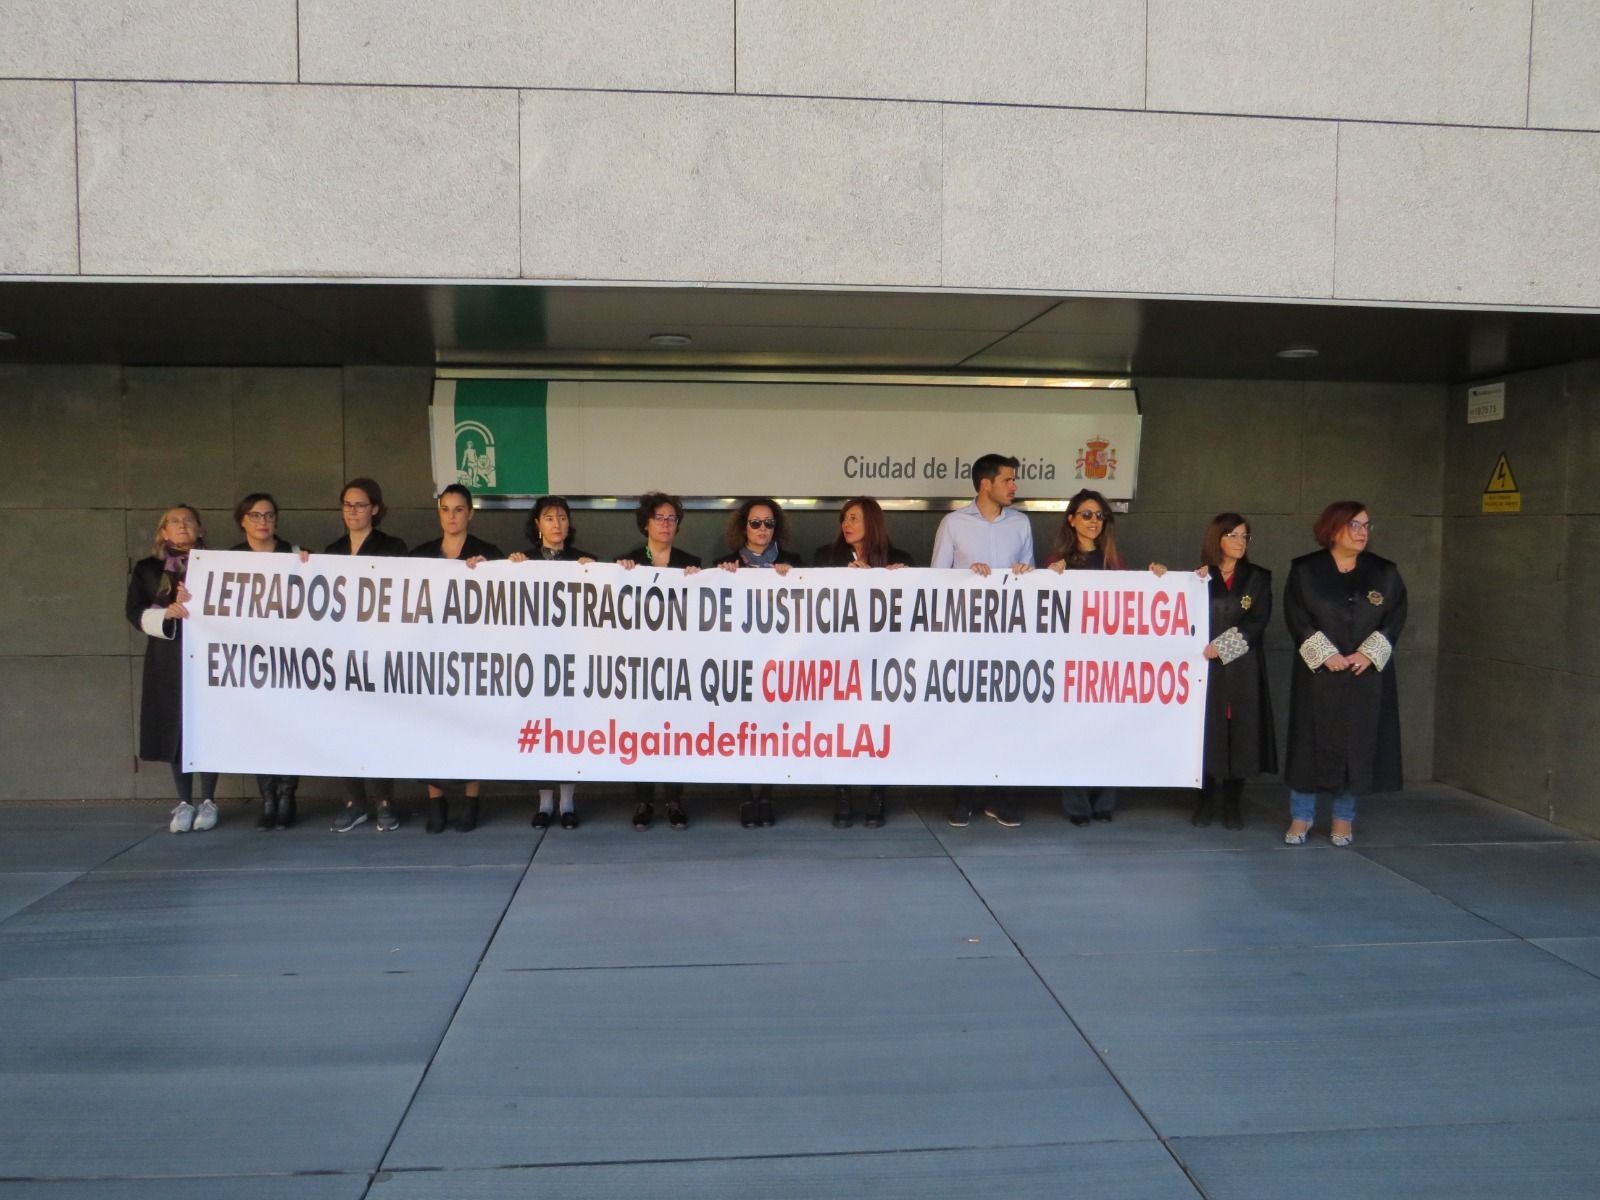 Ciudad de la
ticia
LETRADOS DE LA ADMINISTRACIÓN DE JUSTICIA DE ALMERÍA EN HUELGA.
EXIGIMOS AL MINISTERIO DE JUSTICIA QUE CUMPLA LOS ACUERDOS FIRMADOS
#huelgaindefinidaLAJ